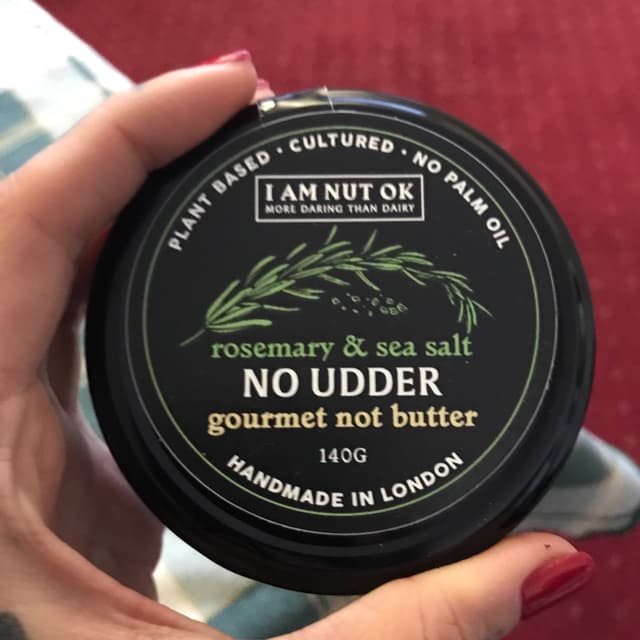 PLANT BASED • CULTURED • NO PALM OIL
I AM NUT OK
MORE DARING THAN DAIRY
rosemary & sea salt
NO UDDER
gourmet not butter
140G
HANDMADE IN LONDON